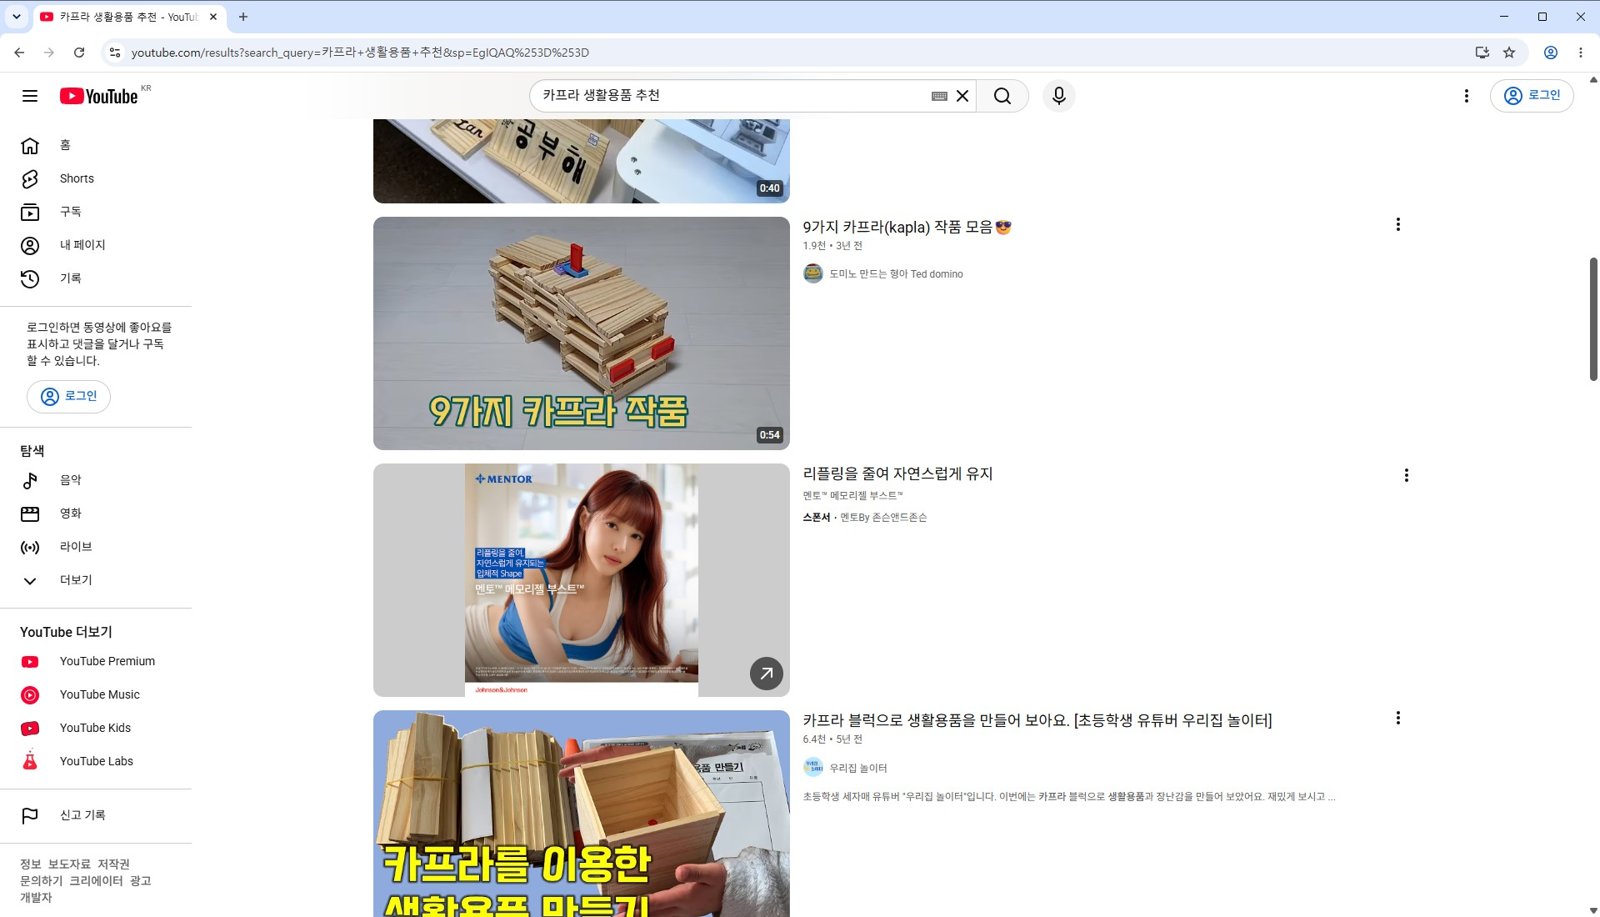 카프라 생활용품 추천 - YouTu
youtube.com/results?search_query=카프라+생활용품+추천&sp=EgIQAQ%253D%253D
YouTube KR
카프라 생활용품 추천
로그인
홈
Shorts
구독
내 페이지
기록
로그인하면 동영상에 좋아요를
표시하고 댓글을 달거나 구독
할 수 있습니다.
로그인
탐색
음악
영화
라이브
더보기
YouTube 더보기
YouTube Premium
YouTube Music
YouTube Kids
YouTube Labs
신고 기록
정보 보도자료 저작권
문의하기 크리에이터 광고
개발자
공부해
0:40
9가지 카프라 작품
0:54
9가지 카프라(kapla) 작품 모음😎
1.9천 • 3년 전
도미노 만드는 형아 Ted domino
MENTOR
리플링을 줄여,
자연스럽게 유지되는
입체적 Shape
멘토™ 메모리젤 부스트™
Johnson&Johnson
리플링을 줄여 자연스럽게 유지
멘토™ 메모리젤 부스트™
스폰서 · 멘토By 존슨앤드존슨
용품 만들기
카프라를 이용한
생활용품 만들기
카프라 블럭으로 생활용품을 만들어 보아요. [초등학생 유튜버 우리집 놀이터]
6.4천 • 5년 전
우리집 놀이터
초등학생 세자매 유튜버 "우리집 놀이터"입니다. 이번에는 카프라 블럭으로 생활용품과 장난감을 만들어 보았어요. 재밌게 보시고 ...